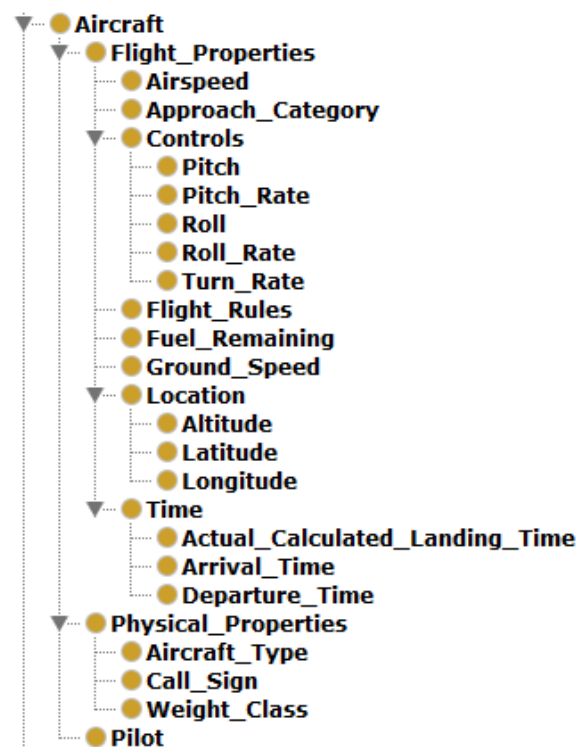 Aircraft
Flight_Properties
Airspeed
Approach_Category
Controls
Pitch
Pitch_Rate
Roll
Roll_Rate
Turn_Rate
Flight_Rules
Fuel_Remaining
Ground_Speed
Location
Altitude
Latitude
Longitude
Time
Actual_Calculated_Landing_Time
Arrival_Time
Departure_Time
Physical_Properties
Aircraft_Type
Call_Sign
Weight_Class
Pilot